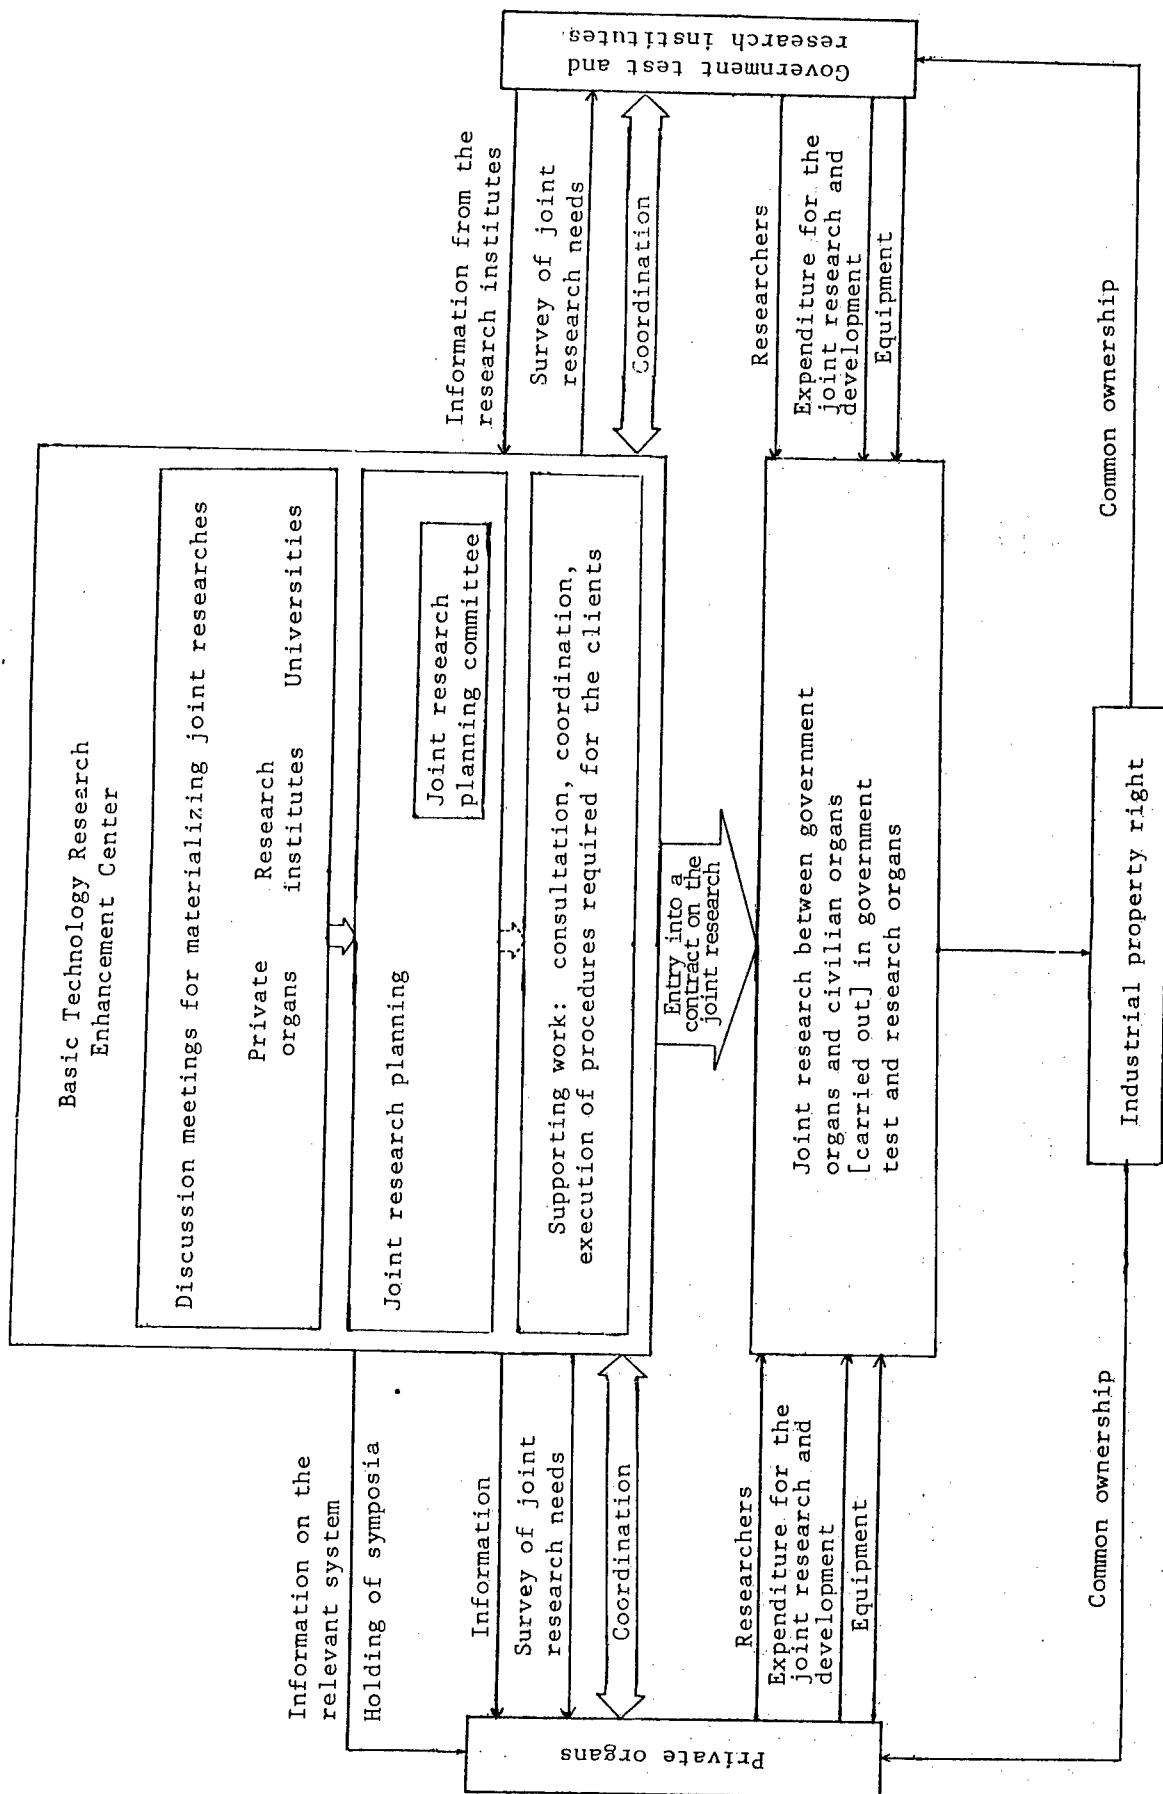 Basic Technology Research
Enhancement Center
Discussion meetings for materializing joint researches
Private
organs
Research
institutes
Universities
Joint research planning
Joint research
planning committee
Supporting work: consultation, coordination,
execution of procedures required for the clients
Information on the
relevant system
Holding of symposia
Information
Survey of joint
research needs
Coordination
Information from the
research institutes
Survey of joint
research needs
Coordination
Private organs
Government test and
research institutes
Entry into a
contract on the
joint research
Researchers
Expenditure for the
joint research and
development
Equipment
Joint research between government
organs and civilian organs
[carried out] in government
test and research organs
Researchers
Expenditure for the
joint research and
development
Equipment
Common ownership
Industrial property right
Common ownership